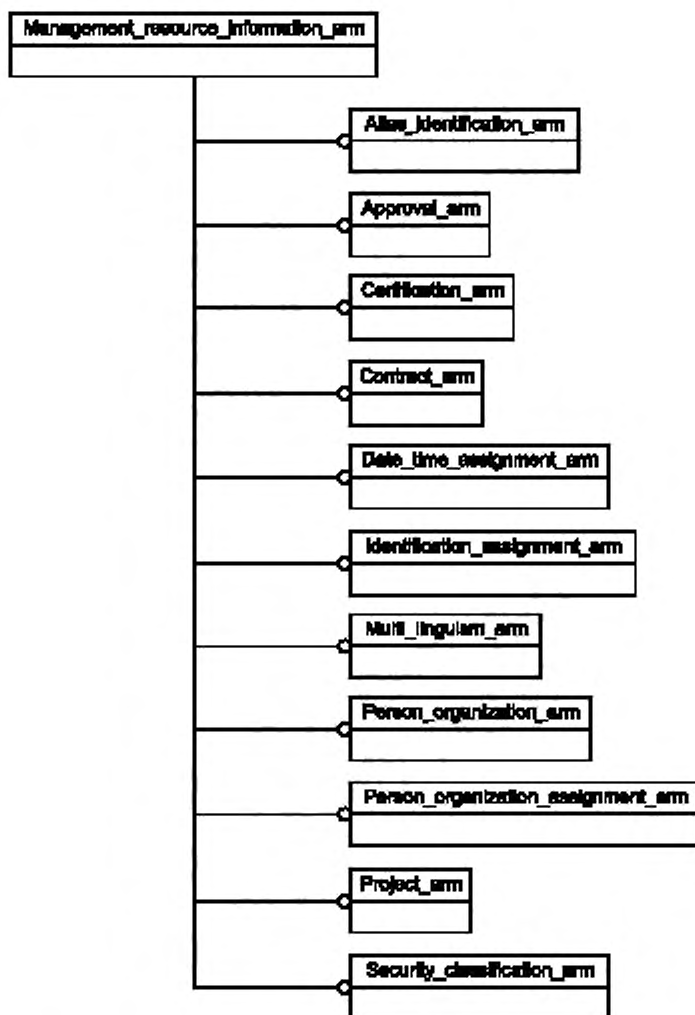 Management_resource_information_arm
Alias_identification_arm
Approval_arm
Certification_arm
Contract_arm
Date_time_assignment_arm
Identification_assignment_arm
Multi_linguism_arm
Person_organization_arm
Person_organization_assignment_arm
Project_arm
Security_classification_arm